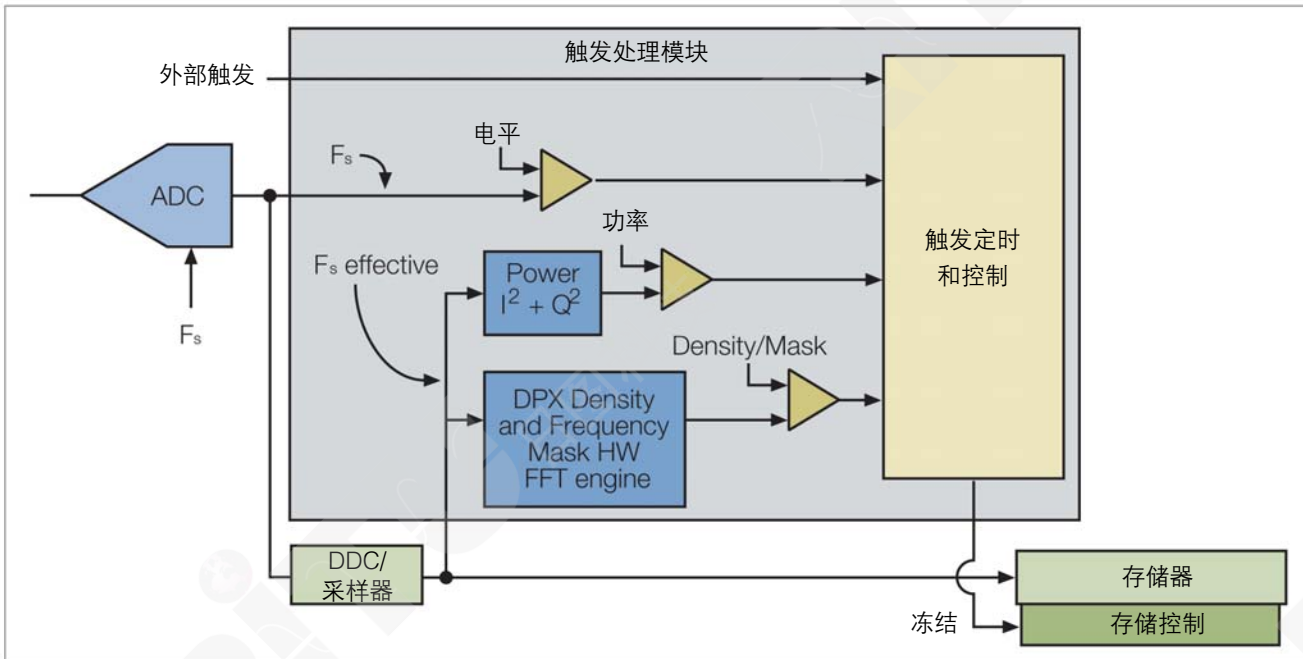 触发处理模块
外部触发
电平
Fs
ADC
功率
触发定时
和控制
Fs effective
Power
I² + Q²
Fs
Density/Mask
DPX Density
and Frequency
Mask HW
FFT engine
DDC/
采样器
存储器
冻结
存储控制